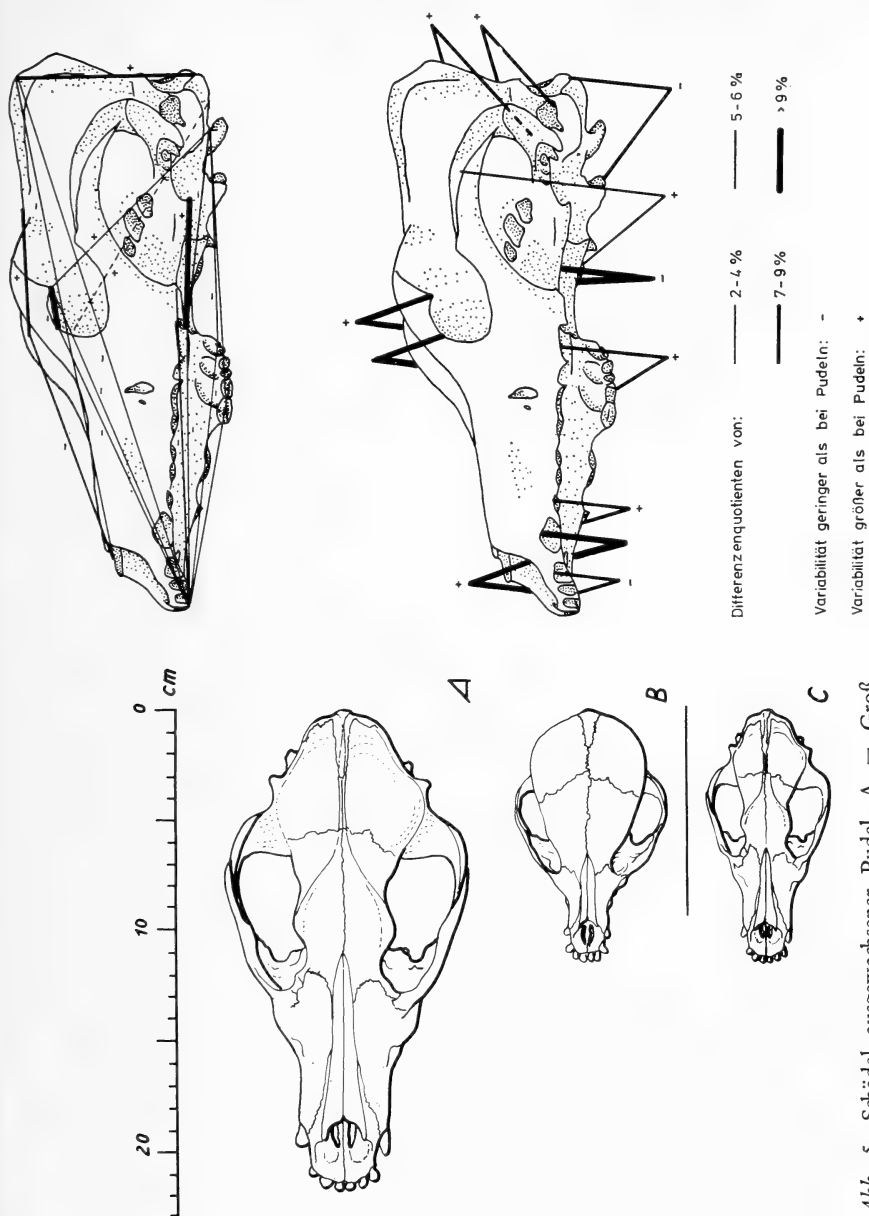 20 10 0 cm
A
B
C
Abb. 5. Schädel ausgewachsener Pudel. A = Groß
Differenzenquotienten von: 2-4 % 5-6 %
7-9 % >9%
Variabilität geringer als bei Pudeln: -
Variabilität größer als bei Pudeln: +